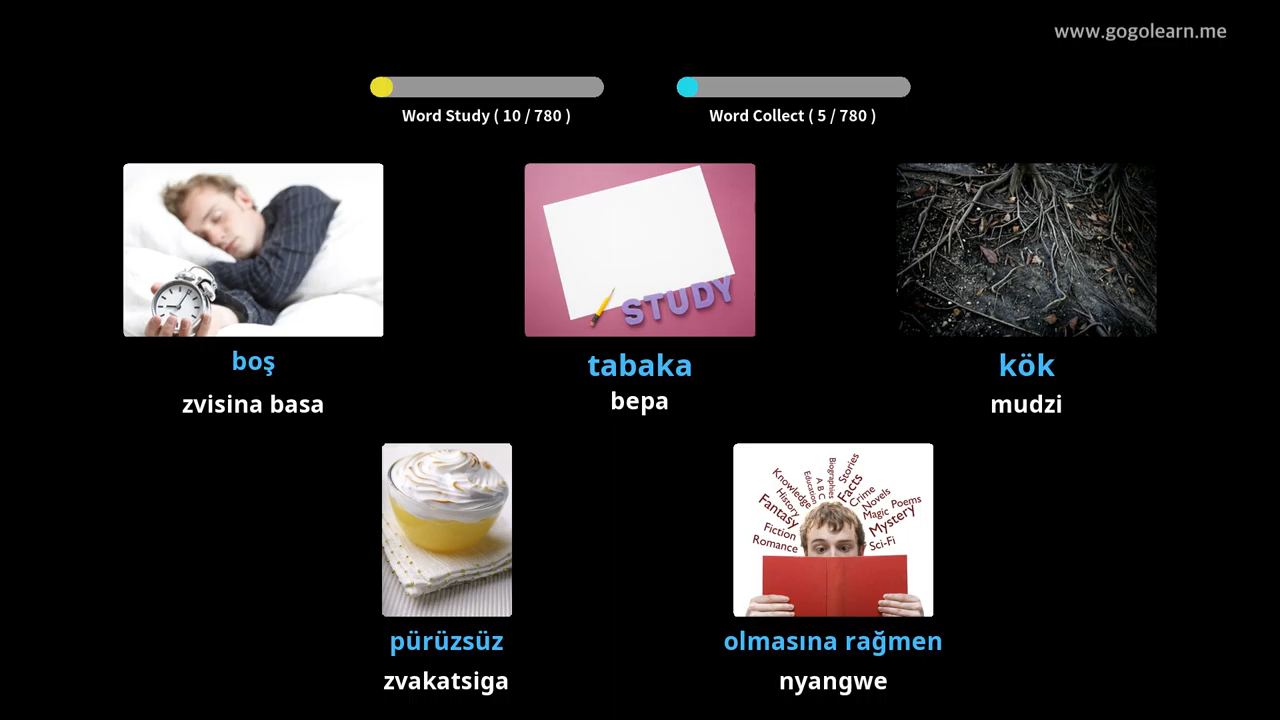 www.gogolearn.me
Word Study ( 10 / 780 )
Word Collect ( 5 / 780 )
STUDY
boş
tabaka
kök
zvisina basa
bepa
mudzi
Knowledge
History
Fantasy
Fiction
Romance
Education
A B C
Biographies
Stories
Facts
Crime
Novels
Magic
Poems
Mystery
Sci-Fi
pürüzsüz
olmasına rağmen
zvakatsiga
nyangwe